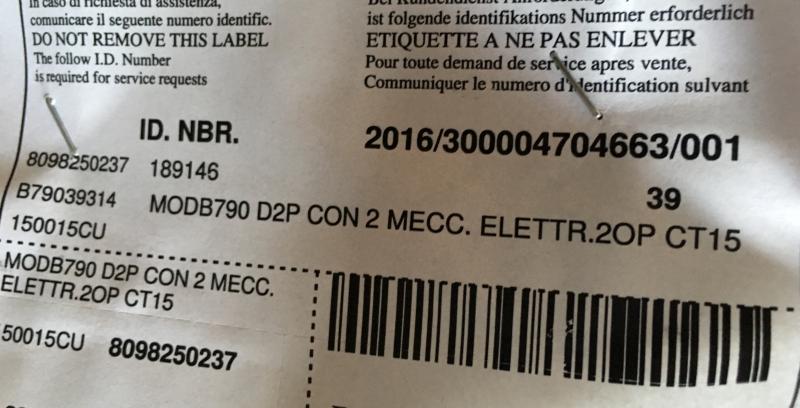 In caso di richiesta di assistenza,
comunicare il seguente numero identific.
DO NOT REMOVE THIS LABEL
The follow I.D. Number
is required for service requests
ist folgende identifikations Nummer erforderlich
ETIQUETTE A NE PAS ENLEVER
Pour toute demand de service apres vente,
Communiquer le numero d'identification sulvant
ID. NBR.
2016/300004704663/001
8098250237 189146
39
B79039314 MODB790 D2P CON 2 MECC. ELETTR.2OP CT15
150015CU
MODB790 D2P CON 2 MECC.
ELETTR.2OP CT15
50015CU 8098250237